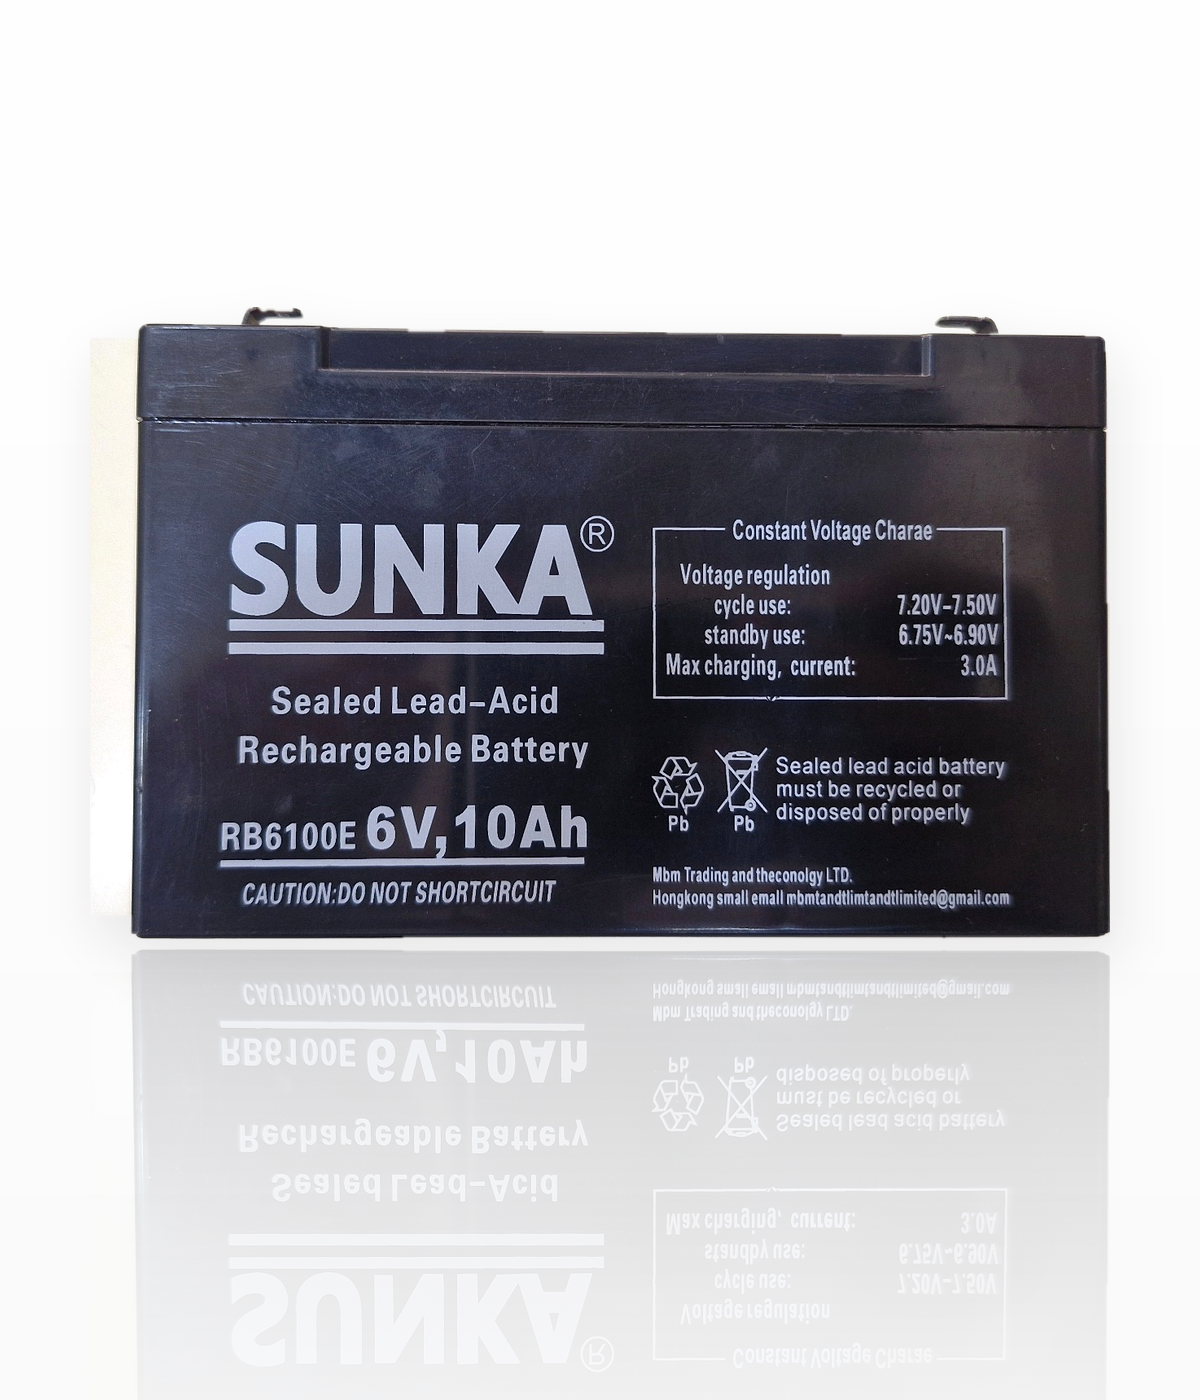 SUNKA®
Sealed Lead-Acid
Rechargeable Battery
RB6100E 6V,10Ah
CAUTION:DO NOT SHORTCIRCUIT
Constant Voltage Charae
Voltage regulation
cycle use: 7.20V-7.50V
standby use: 6.75V~6.90V
Max charging, current: 3.0A
Pb
Pb
Sealed lead acid battery
must be recycled or
disposed of properly
Mbm Trading and theconolgy LTD.
Hongkong small emall mbmtandtlimtandtlimited@gmail.com